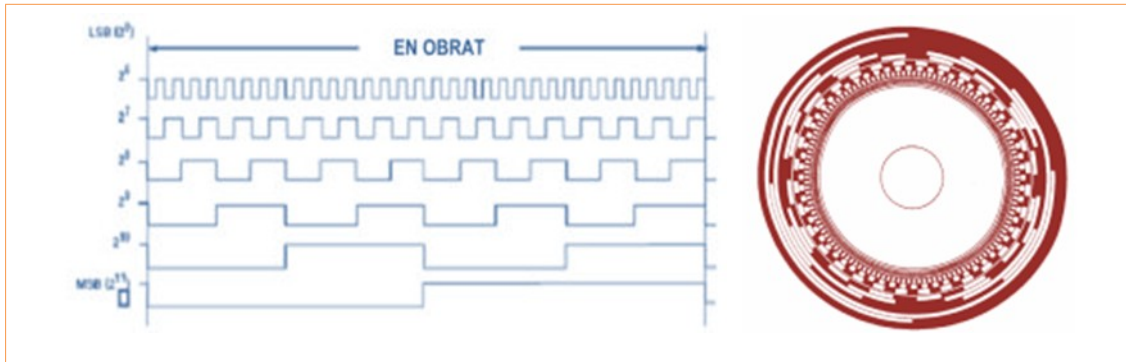 LSB (2⁰)
EN OBRAT
2⁶
2⁷
2⁸
2⁹
2¹⁰
MSB (2¹¹)